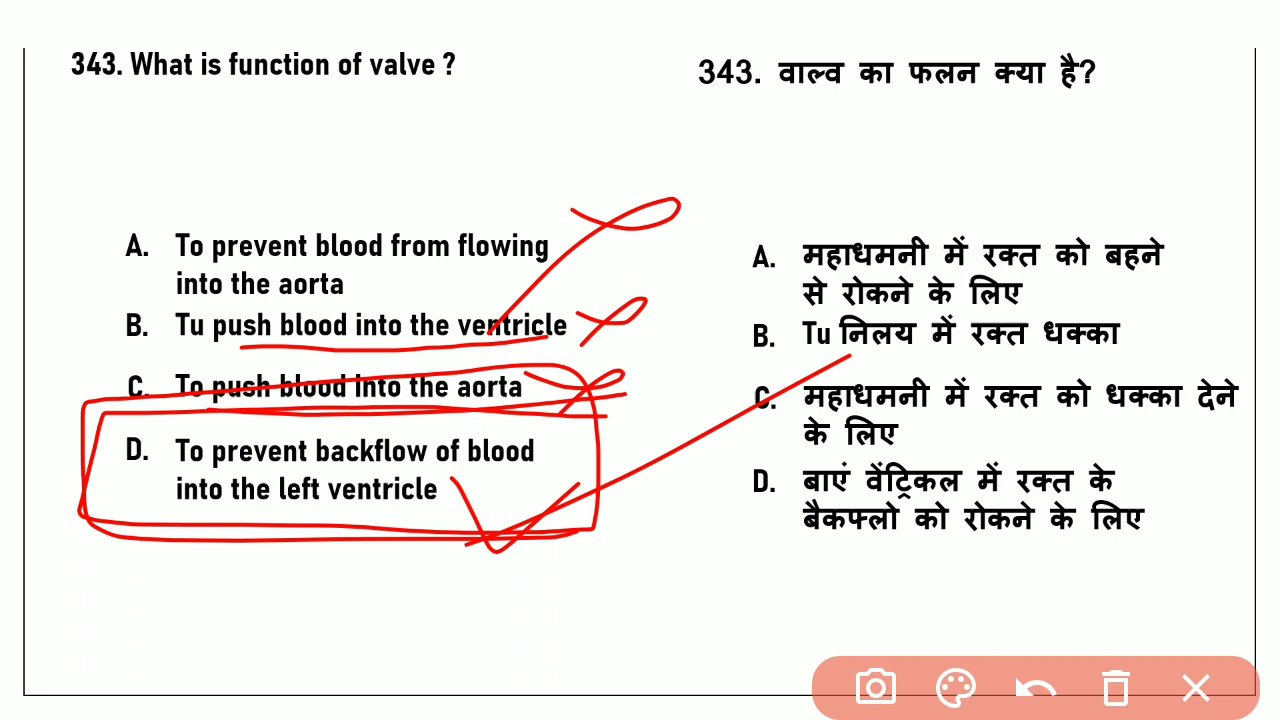 343. What is function of valve ?
A. To prevent blood from flowing
into the aorta
B. Tu push blood into the ventricle
C. To push blood into the aorta
D. To prevent backflow of blood
into the left ventricle
343. वाल्व का फलन क्या है?
A. महाधमनी में रक्त को बहने
से रोकने के लिए
B. Tu निलय में रक्त धक्का
C. महाधमनी में रक्त को धक्का देने
के लिए
D. बाएं वेंट्रिकल में रक्त के
बैकफ्लो को रोकने के लिए